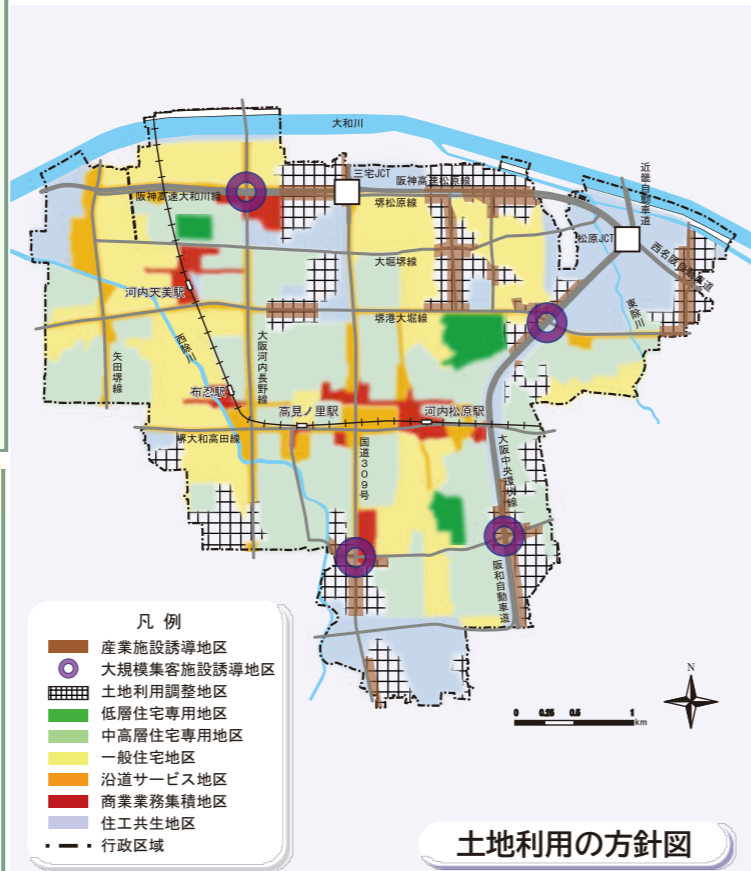 大和川
近畿自動車道
三宅JCT
阪神高速大和川線
阪神高速松原線
堺松原線
松原JCT
西名阪自動車道
大堀堺線
河内天美駅
東除川
堺港大堀線
西除川
大阪河内長野線
矢田堺線
布忍駅
高見ノ里駅
河内松原駅
堺大和高田線
国道309号
大阪中央環状線
阪和自動車道
凡 例
産業施設誘導地区
大規模集客施設誘導地区
土地利用調整地区
低層住宅専用地区
中高層住宅専用地区
一般住宅地区
沿道サービス地区
商業業務集積地区
住工共生地区
行政区域
N
0 0.25 0.5 1
km
土地利用の方針図